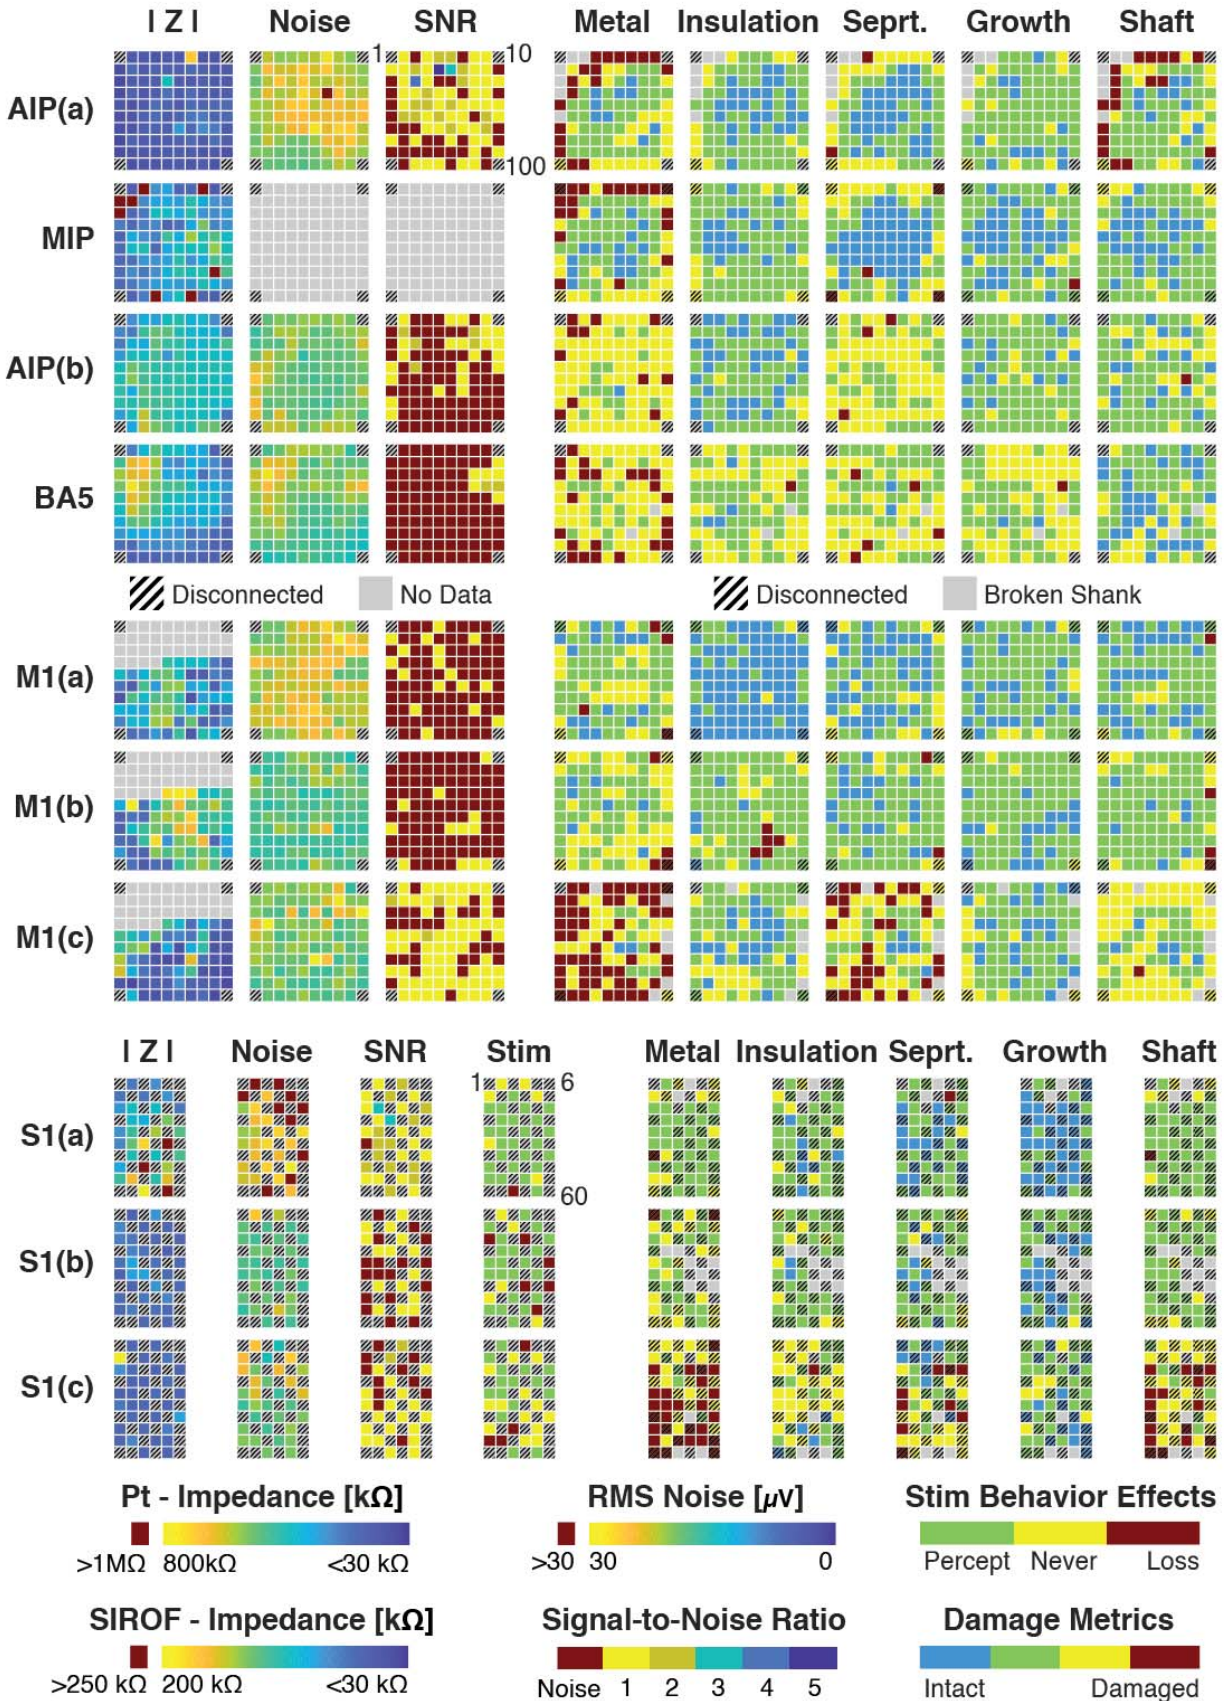 | Z | Noise SNR Metal Insulation Seprt. Growth Shaft
1 10
AIP(a)
100
MIP
AIP(b)
BA5
Disconnected No Data Disconnected Broken Shank
M1(a)
M1(b)
M1(c)
| Z | Noise SNR Stim Metal Insulation Seprt. Growth Shaft
1 6
S1(a)
60
S1(b)
S1(c)
Pt - Impedance [kΩ] RMS Noise [µV] Stim Behavior Effects
>1MΩ 800kΩ <30 kΩ >30 30 0 Percept Never Loss
SIROF - Impedance [kΩ] Signal-to-Noise Ratio Damage Metrics
>250 kΩ 200 kΩ <30 kΩ Noise 1 2 3 4 5 Intact Damaged